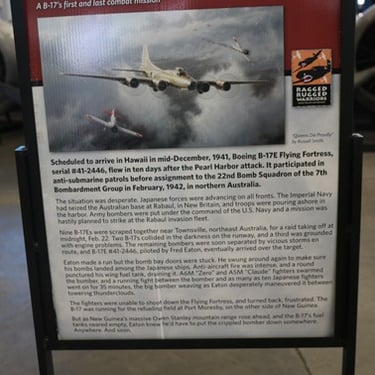 A B-17's first and last combat mission
RAGGED
RUGGED
WARRIORS
"Queens Die Proudly"
by Russell Smith
Scheduled to arrive in Hawaii in mid-December, 1941, Boeing B-17E Flying Fortress,
serial #41-2446, flew in ten days after the Pearl Harbor attack. It participated in
anti-submarine patrols before assignment to the 22nd Bomb Squadron of the 7th
Bombardment Group in February, 1942, in northern Australia.
The situation was desperate. Japanese forces were advancing on all fronts. The Imperial Navy
had seized the Australian base at Rabaul, in New Britain, and troops were pouring ashore in
the harbor. Army bombers were put under the command of the U.S. Navy and a mission was
hastily planned to strike at the Rabaul invasion fleet.
Nine B-17Es were scraped together near Townsville, northeast Australia, for a raid taking off at
midnight, Feb. 22. Two B-17s collided in the darkness on the runway, and a third was grounded
with engine problems. The remaining bombers were soon separated by vicious storms en
route, and B-17E #41-2446, piloted by Fred Eaton, eventually arrived over the target.
Eaton made a run but the bomb bay doors were stuck. He swung around again to make sure
his bombs landed among the Japanese ships. Anti-aircraft fire was intense, and a round
punctured his wing fuel tank, draining it. A6M "Zero" and A5M "Claude" fighters swarmed
the bomber, and a running fight between the bomber and as many as ten Japanese fighters
went on for 35 minutes, the big bomber weaving as Eaton desperately maneuvered it between
towering thunderclouds.
The fighters were unable to shoot down the Flying Fortress, and turned back, frustrated. The
B-17 was running for the refueling field at Port Moresby, on the other side of New Guinea.
But as New Guinea's massive Owen Stanley mountain range rose ahead, and the B-17's fuel
tanks neared empty, Eaton knew he'd have to put the crippled bomber down somewhere.
Anywhere. And soon.